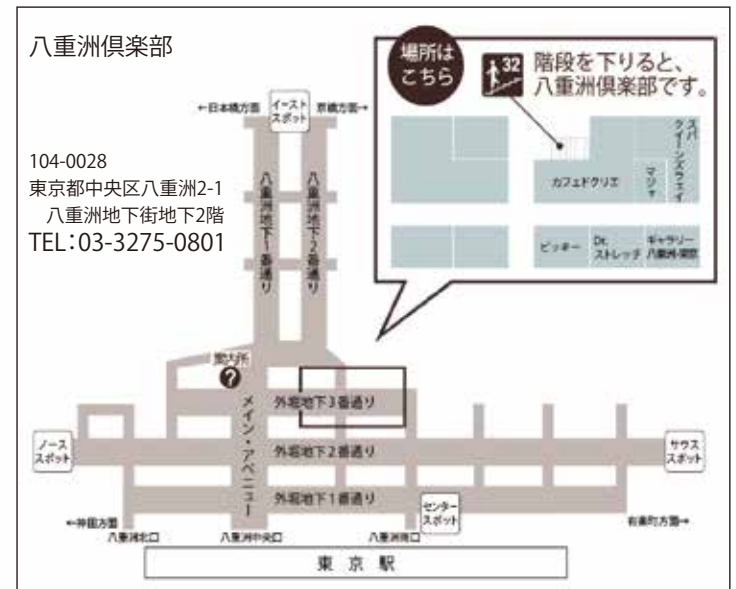 八重洲倶楽部
104-0028
東京都中央区八重洲2-1
八重洲地下街地下2階
TEL：03-3275-0801
場所は
こちら
32
階段を下りると、
八重洲倶楽部です。
スパ
クイーンズウェイ
カフェドクリエ
マジャ
ビッキー
Dr.
ストレッチ
ギャラリー
八重洲・東京
←日本橋方面
イースト
スポット
京橋方面→
八重洲地下1番通り
八重洲地下2番通り
案内所
?
メイン・アベニュー
外堀地下3番通り
外堀地下2番通り
外堀地下1番通り
ノース
スポット
サウス
スポット
センター
スポット
←神田方面
八重洲北口
八重洲中央口
八重洲南口
有楽町方面→
東京駅